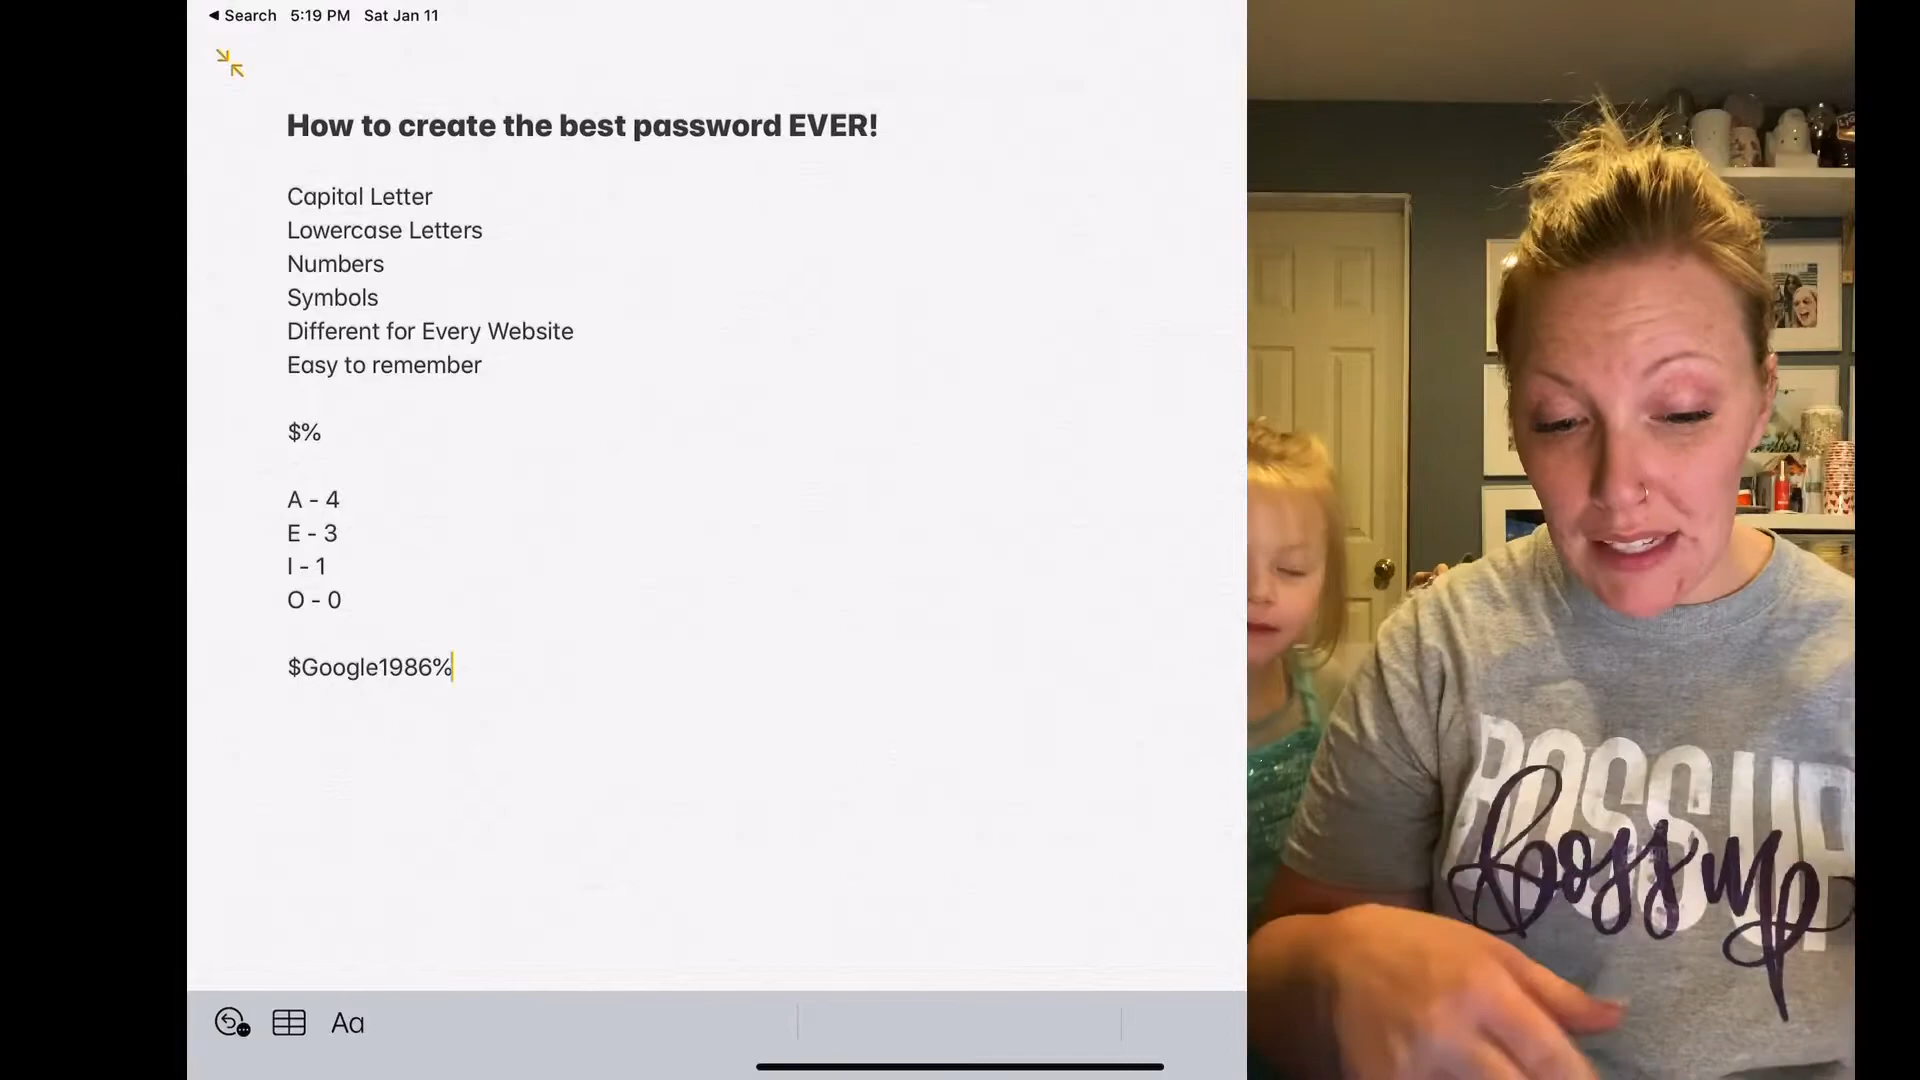 ◀ Search 5:19 PM Sat Jan 11
How to create the best password EVER!
Capital Letter
Lowercase Letters
Numbers
Symbols
Different for Every Website
Easy to remember
$%
A - 4
E - 3
I - 1
O - 0
$Google1986%
Aa
BOSS UP
boss up